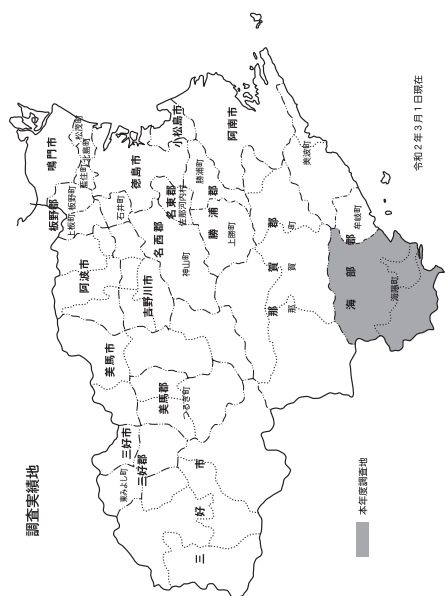 調査実績地
鳴門市
松茂町
北島町
藍住町
板野郡
板野町
上板町
徳島市
石井町
小松島市
名東郡
佐那河内村
名西郡
神山町
勝浦町
勝浦郡
上勝町
阿南市
阿波市
吉野川市
美馬市
美馬郡
つるぎ町
三好市
三好郡
東みよし町
三好市
那賀郡
那賀町
美波町
牟岐町
海部郡
海陽町
本年度調査地
令和2年3月1日現在